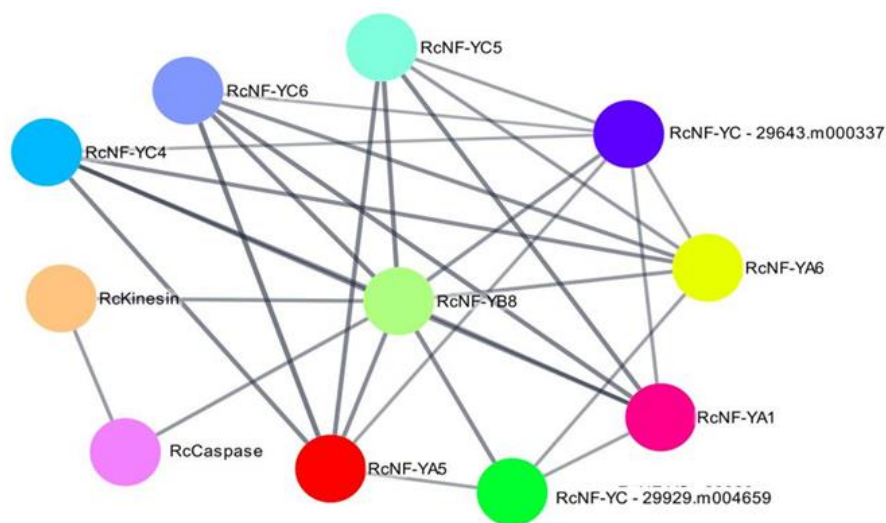 RcNF-YC5
RcNF-YC6
RcNF-YC - 29643.m000337
RcNF-YC4
RcNF-YA6
RcKinesin
RcNF-YB8
RcNF-YA1
RcCaspase
RcNF-YA5
RcNF-YC - 29929.m004659